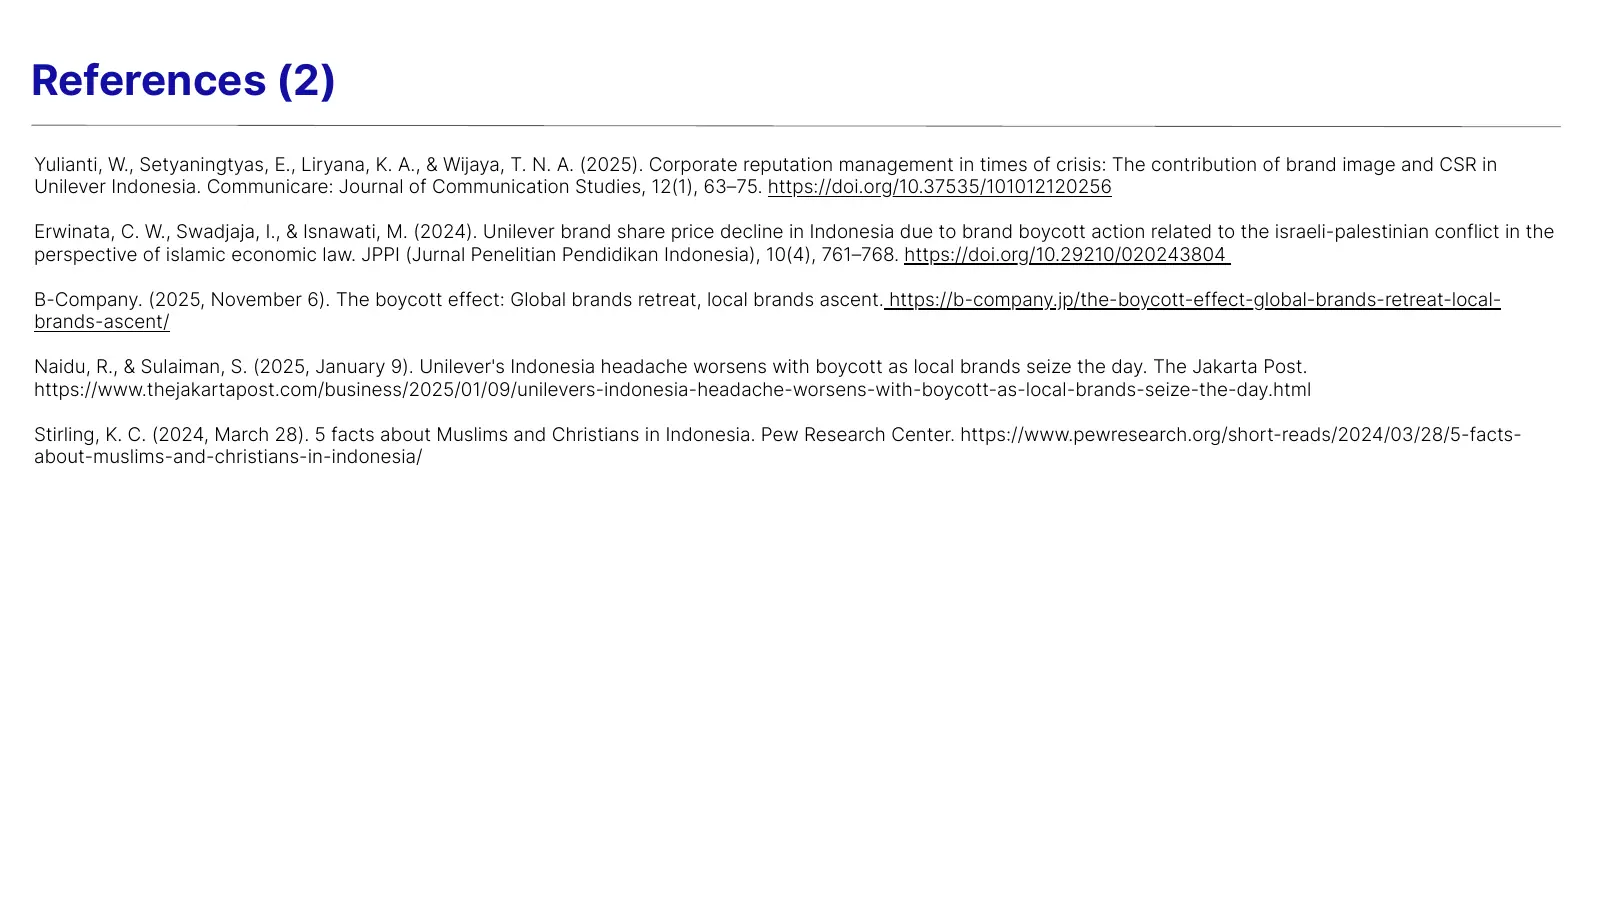 References (2)
Yulianti, W., Setyaningtyas, E., Liryana, K. A., & Wijaya, T. N. A. (2025). Corporate reputation management in times of crisis: The contribution of brand image and CSR in
Unilever Indonesia. Communicare: Journal of Communication Studies, 12(1), 63–75. https://doi.org/10.37535/101012120256
Erwinata, C. W., Swadjaja, I., & Isnawati, M. (2024). Unilever brand share price decline in Indonesia due to brand boycott action related to the israeli-palestinian conflict in the
perspective of islamic economic law. JPPI (Jurnal Penelitian Pendidikan Indonesia), 10(4), 761–768. https://doi.org/10.29210/020243804
B-Company. (2025, November 6). The boycott effect: Global brands retreat, local brands ascent. https://b-company.jp/the-boycott-effect-global-brands-retreat-local-
brands-ascent/
Naidu, R., & Sulaiman, S. (2025, January 9). Unilever's Indonesia headache worsens with boycott as local brands seize the day. The Jakarta Post.
https://www.thejakartapost.com/business/2025/01/09/unilevers-indonesia-headache-worsens-with-boycott-as-local-brands-seize-the-day.html
Stirling, K. C. (2024, March 28). 5 facts about Muslims and Christians in Indonesia. Pew Research Center. https://www.pewresearch.org/short-reads/2024/03/28/5-facts-
about-muslims-and-christians-in-indonesia/